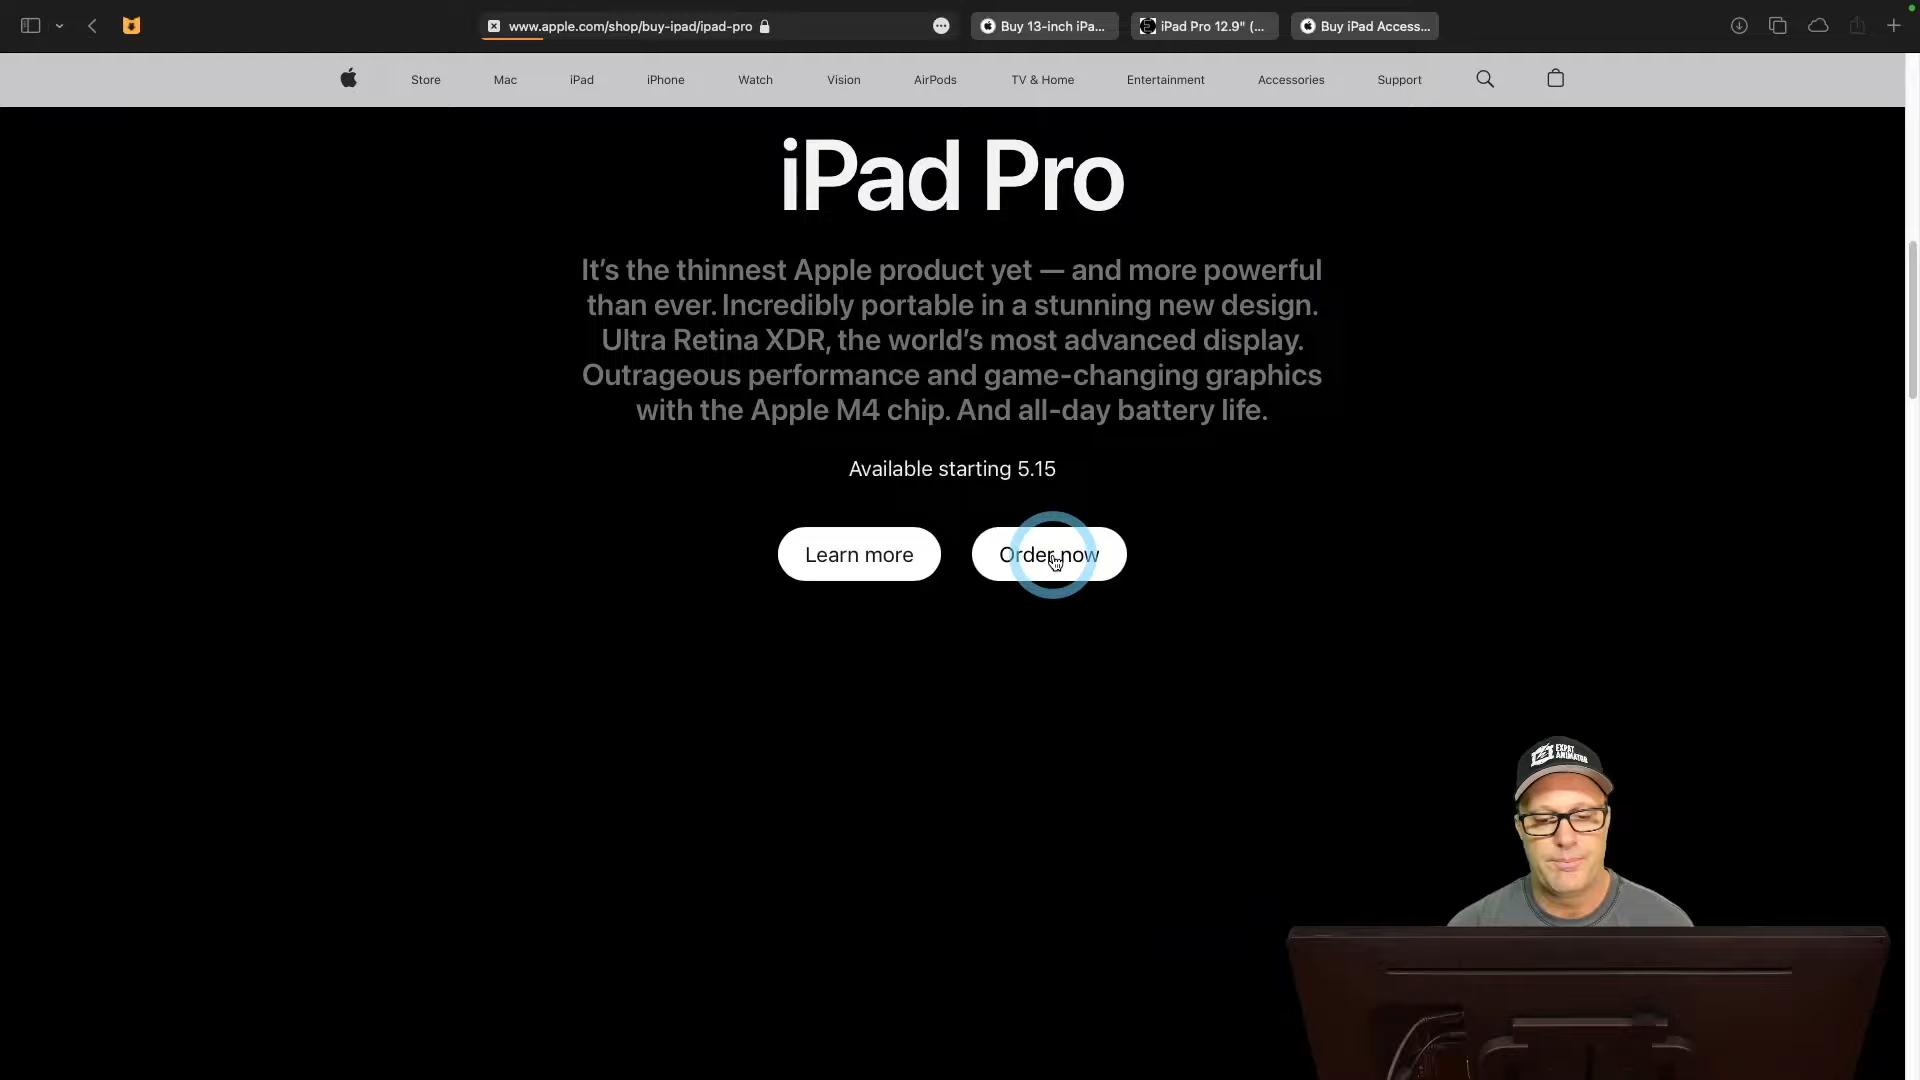 www.apple.com/shop/buy-ipad/ipad-pro
Buy 13-inch iPa...
iPad Pro 12.9" (...
Buy iPad Access...
Store
Mac
iPad
iPhone
Watch
Vision
AirPods
TV & Home
Entertainment
Accessories
Support
iPad Pro
It's the thinnest Apple product yet — and more powerful
than ever. Incredibly portable in a stunning new design.
Ultra Retina XDR, the world's most advanced display.
Outrageous performance and game-changing graphics
with the Apple M4 chip. And all-day battery life.
Available starting 5.15
Learn more
Order now
EXPAT
ANIMATOR